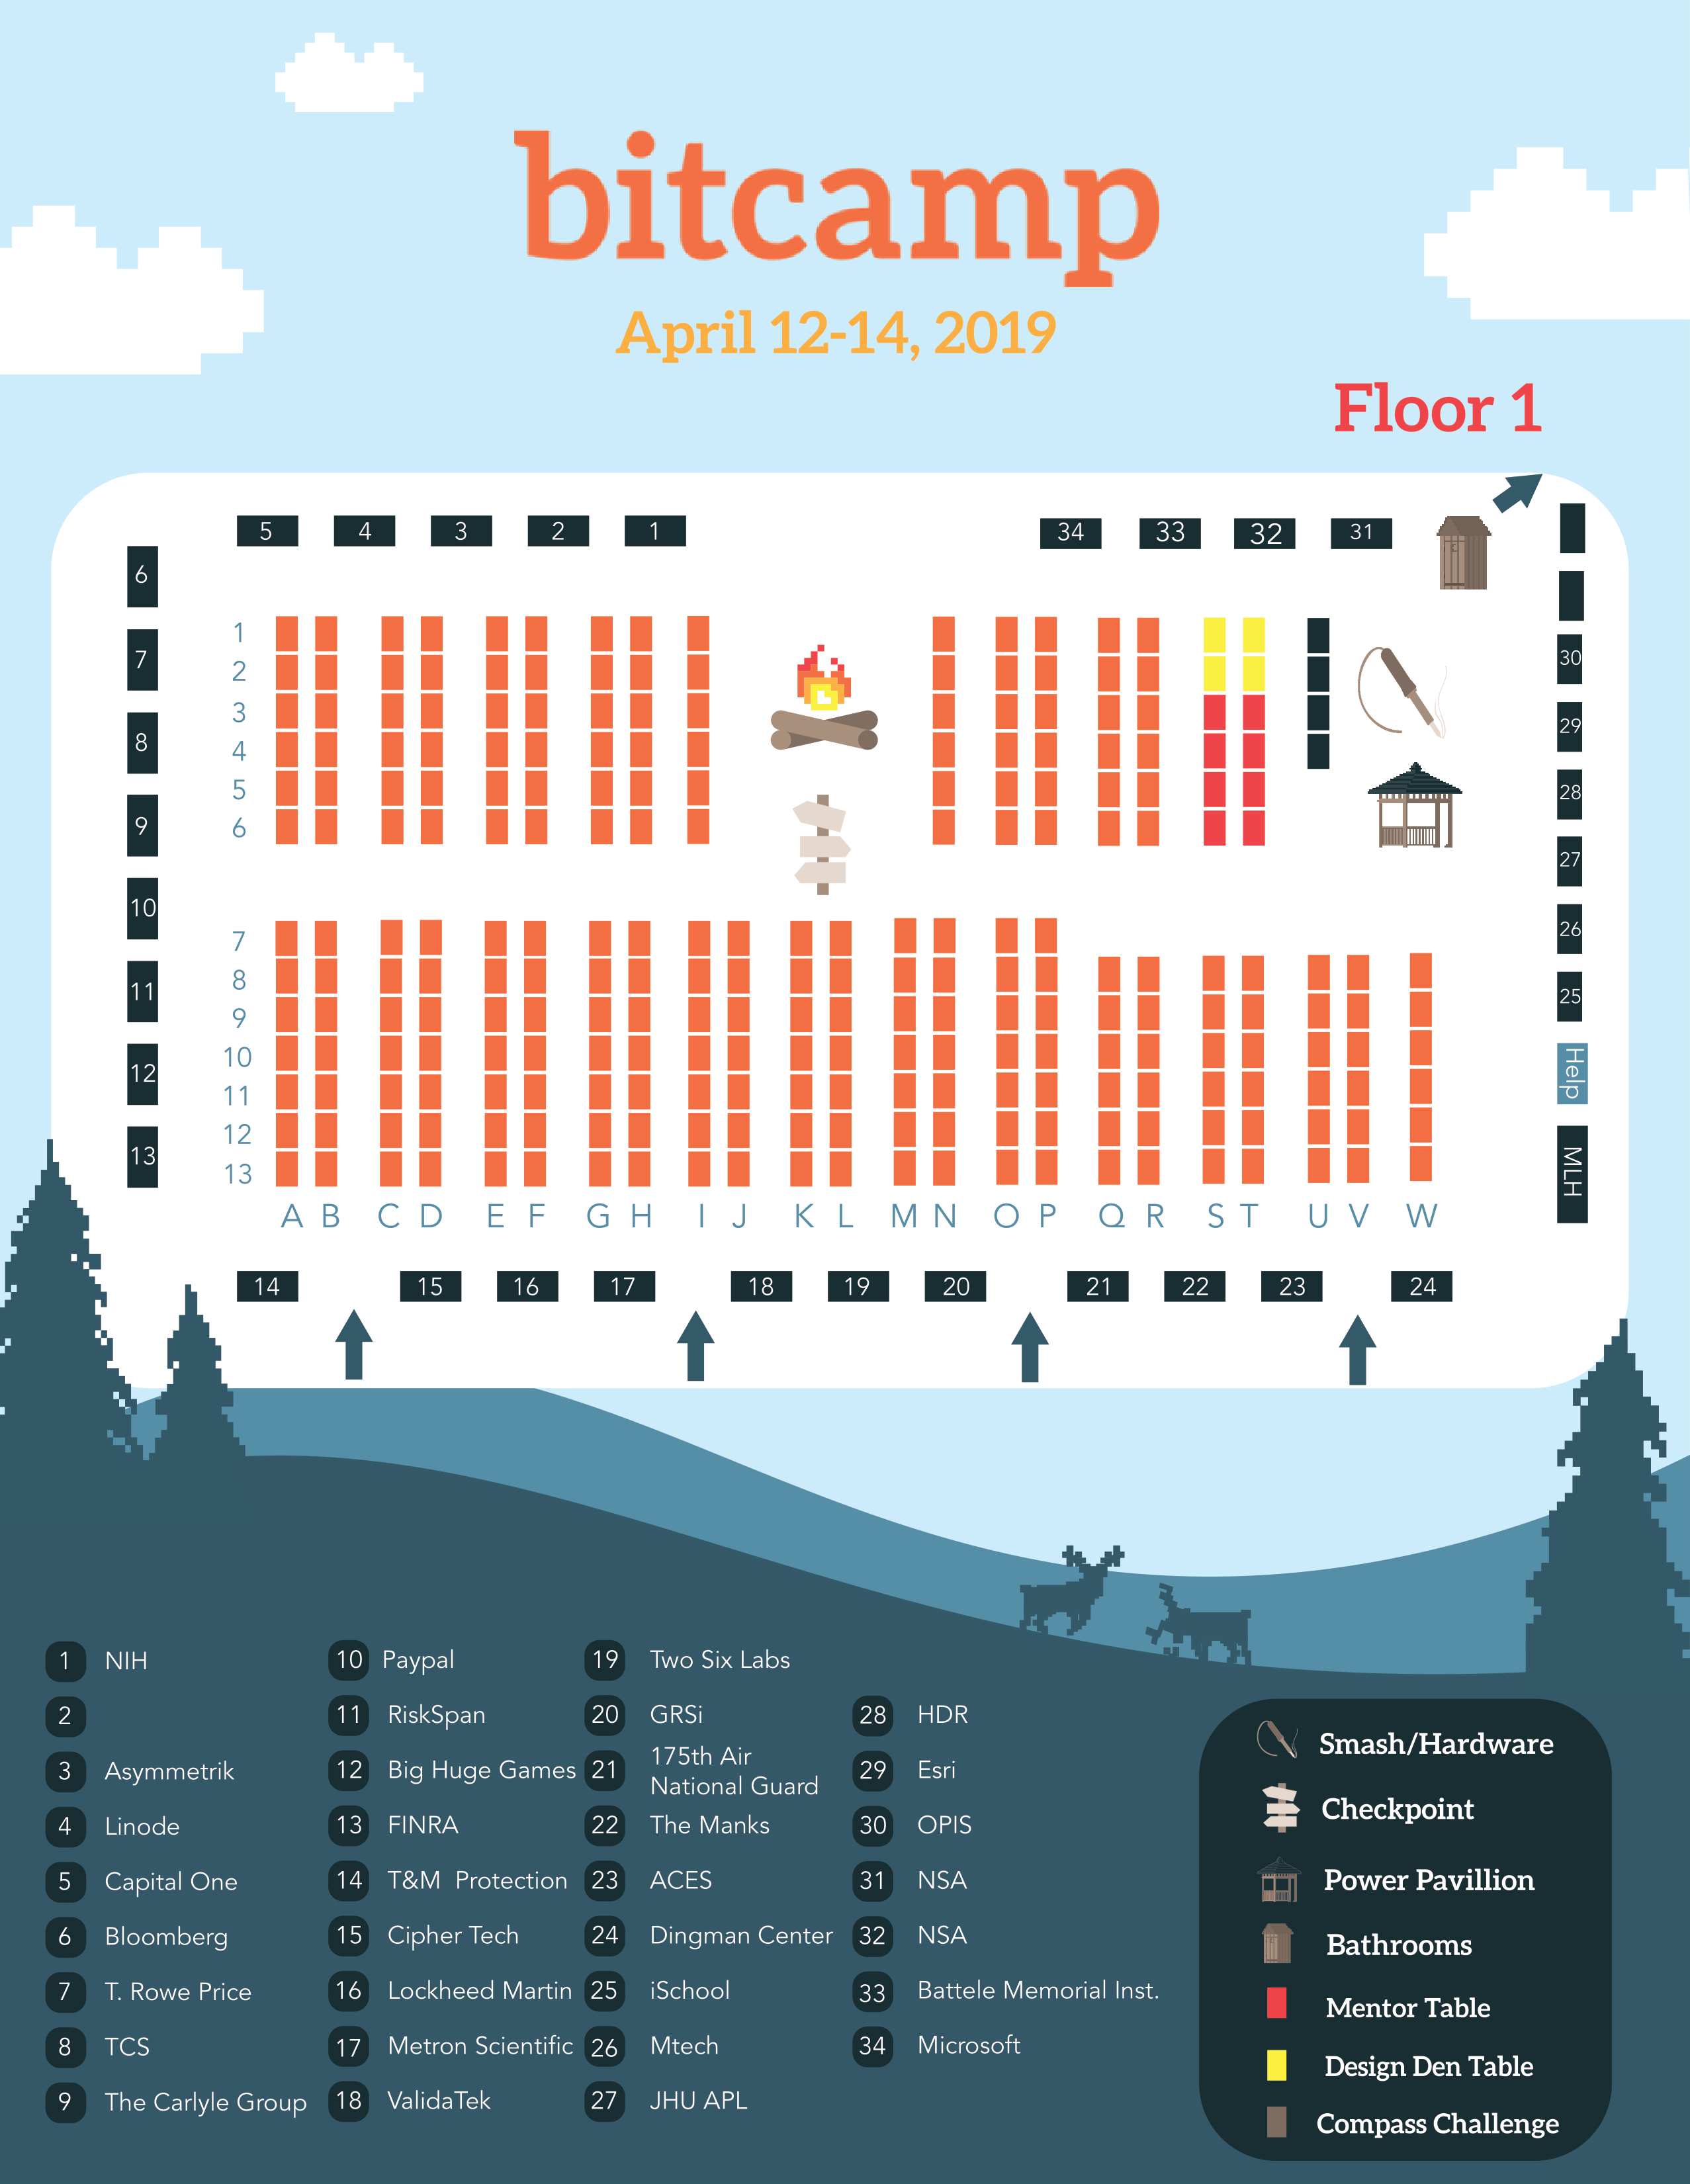 bitcamp
April 12-14, 2019
Floor 1
5 4 3 2 1 34 33 32 31
6
7
8
9
10
11
12
13
30
29
28
27
26
25
Help
MLH
1
2
3
4
5
6
7
8
9
10
11
12
13
A B C D E F G H I J K L M N O P Q R S T U V W
14 15 16 17 18 19 20 21 22 23 24
1 NIH
2
3 Asymmetrik
4 Linode
5 Capital One
6 Bloomberg
7 T. Rowe Price
8 TCS
9 The Carlyle Group
10 Paypal
11 RiskSpan
12 Big Huge Games
13 FINRA
14 T&M Protection
15 Cipher Tech
16 Lockheed Martin
17 Metron Scientific
18 ValidaTek
19 Two Six Labs
20 GRSi
21 175th Air
National Guard
22 The Manks
23 ACES
24 Dingman Center
25 iSchool
26 Mtech
27 JHU APL
28 HDR
29 Esri
30 OPIS
31 NSA
32 NSA
33 Battele Memorial Inst.
34 Microsoft
Smash/Hardware
Checkpoint
Power Pavillion
Bathrooms
Mentor Table
Design Den Table
Compass Challenge